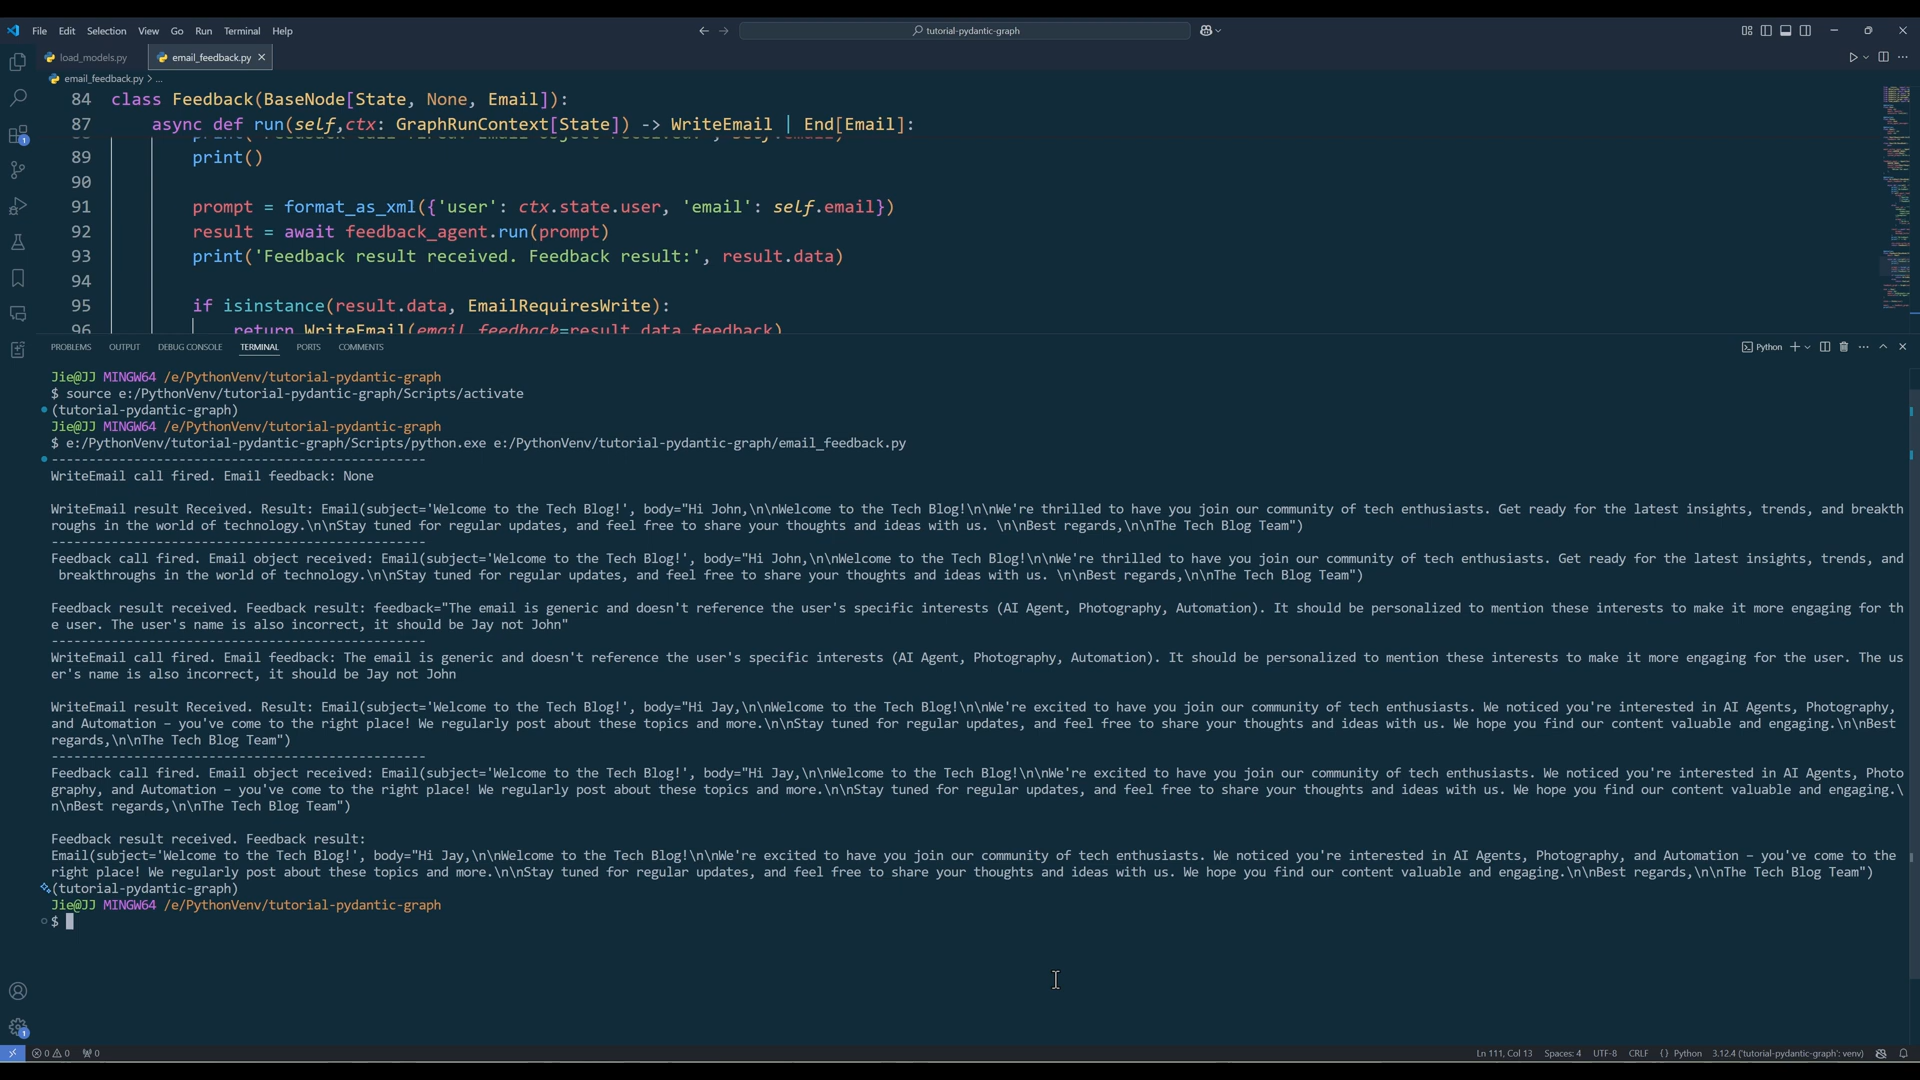 File Edit Selection View Go Run Terminal Help
tutorial-pydantic-graph
load_models.py
email_feedback.py
email_feedback.py > ...
84 class Feedback(BaseNode[State, None, Email]):
87 async def run(self,ctx: GraphRunContext[State]) -> WriteEmail | End[Email]:
89 print()
90
91 prompt = format_as_xml({'user': ctx.state.user, 'email': self.email})
92 result = await feedback_agent.run(prompt)
93 print('Feedback result received. Feedback result:', result.data)
94
95 if isinstance(result.data, EmailRequiresWrite):
96 return WriteEmail(email_feedback=result.data.feedback)
PROBLEMS OUTPUT DEBUG CONSOLE TERMINAL PORTS COMMENTS
Python
Jie@JJ MINGW64 /e/PythonVenv/tutorial-pydantic-graph
$ source e:/PythonVenv/tutorial-pydantic-graph/Scripts/activate
(tutorial-pydantic-graph)
Jie@JJ MINGW64 /e/PythonVenv/tutorial-pydantic-graph
$ e:/PythonVenv/tutorial-pydantic-graph/Scripts/python.exe e:/PythonVenv/tutorial-pydantic-graph/email_feedback.py
--------------------------------------------------
WriteEmail call fired. Email feedback: None
WriteEmail result Received. Result: Email(subject='Welcome to the Tech Blog!', body="Hi John,\n\nWelcome to the Tech Blog!\n\nWe're thrilled to have you join our community of tech enthusiasts. Get ready for the latest insights, trends, and breakth
roughs in the world of technology.\n\nStay tuned for regular updates, and feel free to share your thoughts and ideas with us. \n\nBest regards,\n\nThe Tech Blog Team")
--------------------------------------------------
Feedback call fired. Email object received: Email(subject='Welcome to the Tech Blog!', body="Hi John,\n\nWelcome to the Tech Blog!\n\nWe're thrilled to have you join our community of tech enthusiasts. Get ready for the latest insights, trends, and
breakthroughs in the world of technology.\n\nStay tuned for regular updates, and feel free to share your thoughts and ideas with us. \n\nBest regards,\n\nThe Tech Blog Team")
Feedback result received. Feedback result: feedback="The email is generic and doesn't reference the user's specific interests (AI Agent, Photography, Automation). It should be personalized to mention these interests to make it more engaging for th
e user. The user's name is also incorrect, it should be Jay not John"
--------------------------------------------------
WriteEmail call fired. Email feedback: The email is generic and doesn't reference the user's specific interests (AI Agent, Photography, Automation). It should be personalized to mention these interests to make it more engaging for the user. The us
er's name is also incorrect, it should be Jay not John
WriteEmail result Received. Result: Email(subject='Welcome to the Tech Blog!', body="Hi Jay,\n\nWelcome to the Tech Blog!\n\nWe're excited to have you join our community of tech enthusiasts. We noticed you're interested in AI Agents, Photography,
and Automation – you've come to the right place! We regularly post about these topics and more.\n\nStay tuned for regular updates, and feel free to share your thoughts and ideas with us. We hope you find our content valuable and engaging.\n\nBest
regards,\n\nThe Tech Blog Team")
--------------------------------------------------
Feedback call fired. Email object received: Email(subject='Welcome to the Tech Blog!', body="Hi Jay,\n\nWelcome to the Tech Blog!\n\nWe're excited to have you join our community of tech enthusiasts. We noticed you're interested in AI Agents, Photo
graphy, and Automation – you've come to the right place! We regularly post about these topics and more.\n\nStay tuned for regular updates, and feel free to share your thoughts and ideas with us. We hope you find our content valuable and engaging.\
n\nBest regards,\n\nThe Tech Blog Team")
Feedback result received. Feedback result:
Email(subject='Welcome to the Tech Blog!', body="Hi Jay,\n\nWelcome to the Tech Blog!\n\nWe're excited to have you join our community of tech enthusiasts. We noticed you're interested in AI Agents, Photography, and Automation – you've come to the
right place! We regularly post about these topics and more.\n\nStay tuned for regular updates, and feel free to share your thoughts and ideas with us. We hope you find our content valuable and engaging.\n\nBest regards,\n\nThe Tech Blog Team")
(tutorial-pydantic-graph)
Jie@JJ MINGW64 /e/PythonVenv/tutorial-pydantic-graph
$
0 0 0 Ln 111, Col 13 Spaces: 4 UTF-8 CRLF {} Python 3.12.4 ('tutorial-pydantic-graph': venv)